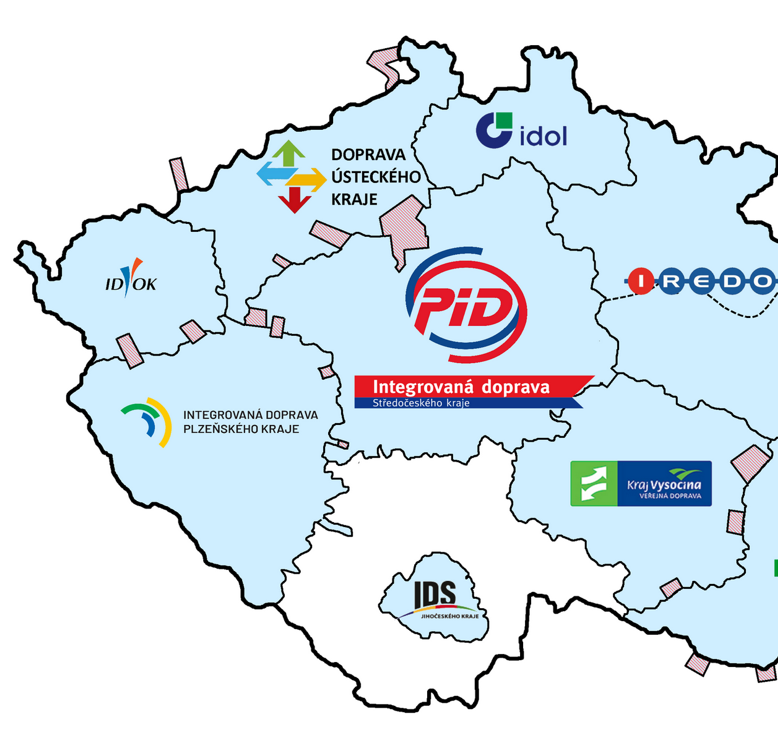 idol
DOPRAVA
ÚSTECKÉHO
KRAJE
IDOK
IREDO
PiD
Integrovaná doprava
Středočeského kraje
INTEGROVANÁ DOPRAVA
PLZEŇSKÉHO KRAJE
Kraj Vysočina
VEŘEJNÁ DOPRAVA
IDS
JIHOČESKÉHO KRAJE